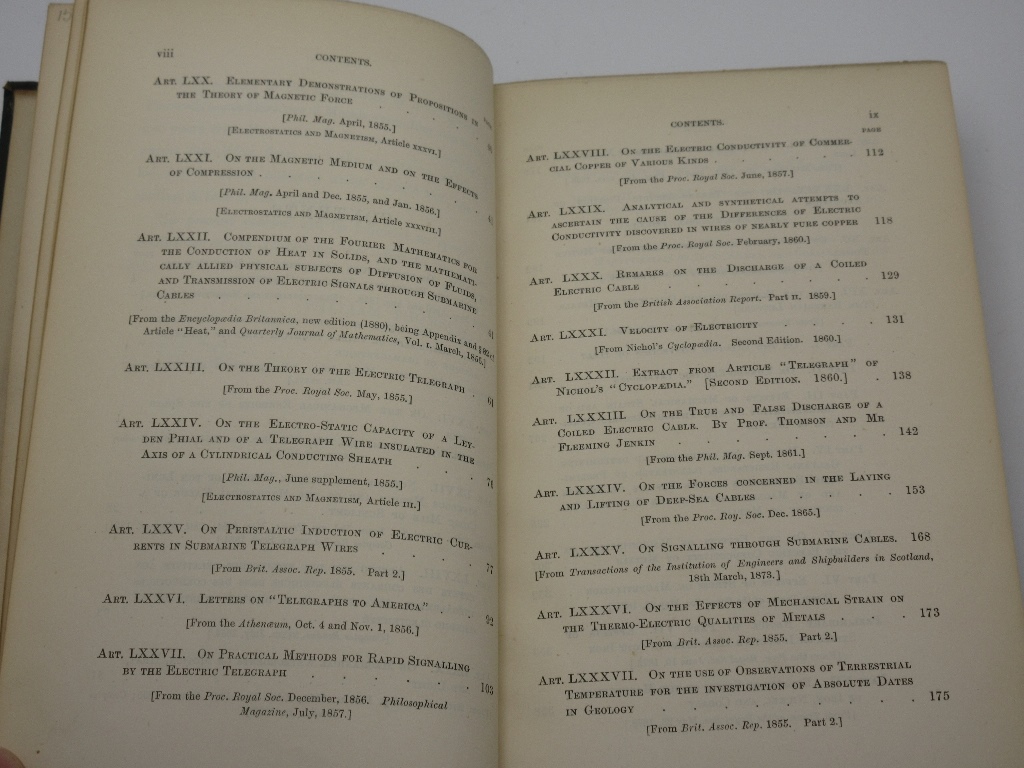 viii
CONTENTS.
ART. LXX. ELEMENTARY DEMONSTRATIONS OF PROPOSITIONS IN
THE THEORY OF MAGNETIC FORCE . . . .
[Phil. Mag. April, 1855.]
[ELECTROSTATICS AND MAGNETISM, Article XXXVI.]
ART. LXXI. ON THE MAGNETIC MEDIUM AND ON THE EFFECTS
OF COMPRESSION . . . . . . . .
[Phil. Mag. April and Dec. 1855, and Jan. 1856.]
[ELECTROSTATICS AND MAGNETISM, Article XXXVIII.]
ART. LXXII. COMPENDIUM OF THE FOURIER MATHEMATICS FOR
THE CONDUCTION OF HEAT IN SOLIDS, AND THE MATHEMATI-
CALLY ALLIED PHYSICAL SUBJECTS OF DIFFUSION OF FLUIDS,
AND TRANSMISSION OF ELECTRIC SIGNALS THROUGH SUBMARINE
CABLES . . . . . . . . 41
[From the Encyclopædia Britannica, new edition (1880), being Appendix and
Article "Heat," and Quarterly Journal of Mathematics, Vol. I. March, 1856.]
ART. LXXIII. ON THE THEORY OF THE ELECTRIC TELEGRAPH . 61
[From the Proc. Royal Soc. May, 1855.]
ART. LXXIV. ON THE ELECTRO-STATIC CAPACITY OF A LEY-
DEN PHIAL AND OF A TELEGRAPH WIRE INSULATED IN THE
AXIS OF A CYLINDRICAL CONDUCTING SHEATH . . . 76
[Phil. Mag., June supplement, 1855.]
[ELECTROSTATICS AND MAGNETISM, Article III.]
ART. LXXV. ON PERISTALTIC INDUCTION OF ELECTRIC CUR-
RENTS IN SUBMARINE TELEGRAPH WIRES . . . . 77
[From Brit. Assoc. Rep. 1855. Part 2.]
ART. LXXVI. LETTERS ON "TELEGRAPHS TO AMERICA" . . 92
[From the Athenæum, Oct. 4 and Nov. 1, 1856.]
ART. LXXVII. ON PRACTICAL METHODS FOR RAPID SIGNALLING
BY THE ELECTRIC TELEGRAPH . . . . . . 103
[From the Proc. Royal Soc. December, 1856. Philosophical
Magazine, July, 1857.]
CONTENTS.
ix
PAGE
ART. LXXVIII. ON THE ELECTRIC CONDUCTIVITY OF COMMER-
CIAL COPPER OF VARIOUS KINDS . . . . . 112
[From the Proc. Royal Soc. June, 1857.]
ART. LXXIX. ANALYTICAL AND SYNTHETICAL ATTEMPTS TO
ASCERTAIN THE CAUSE OF THE DIFFERENCES OF ELECTRIC
CONDUCTIVITY DISCOVERED IN WIRES OF NEARLY PURE COPPER 118
[From the Proc. Royal Soc. February, 1860.]
ART. LXXX. REMARKS ON THE DISCHARGE OF A COILED
ELECTRIC CABLE . . . . . . . 129
[From the British Association Report. Part II. 1859.]
ART. LXXXI. VELOCITY OF ELECTRICITY . . . . 131
[From Nichol's Cyclopædia. Second Edition. 1860.]
ART. LXXXII. EXTRACT FROM ARTICLE "TELEGRAPH" OF
NICHOL'S "CYCLOPÆDIA." [SECOND EDITION. 1860.] . 138
ART. LXXXIII. ON THE TRUE AND FALSE DISCHARGE OF A
COILED ELECTRIC CABLE. BY PROF. THOMSON AND MR
FLEEMING JENKIN . . . . . . . 142
[From the Phil. Mag. Sept. 1861.]
ART. LXXXIV. ON THE FORCES CONCERNED IN THE LAYING
AND LIFTING OF DEEP-SEA CABLES . . . . . 153
[From the Proc. Roy. Soc. Dec. 1865.]
ART. LXXXV. ON SIGNALLING THROUGH SUBMARINE CABLES. 168
[From Transactions of the Institution of Engineers and Shipbuilders in Scotland,
18th March, 1873.]
ART. LXXXVI. ON THE EFFECTS OF MECHANICAL STRAIN ON
THE THERMO-ELECTRIC QUALITIES OF METALS . . . 173
[From Brit. Assoc. Rep. 1855. Part 2.]
ART. LXXXVII. ON THE USE OF OBSERVATIONS OF TERRESTRIAL
TEMPERATURE FOR THE INVESTIGATION OF ABSOLUTE DATES
IN GEOLOGY . . . . . . . . . 175
[From Brit. Assoc. Rep. 1855. Part 2.]